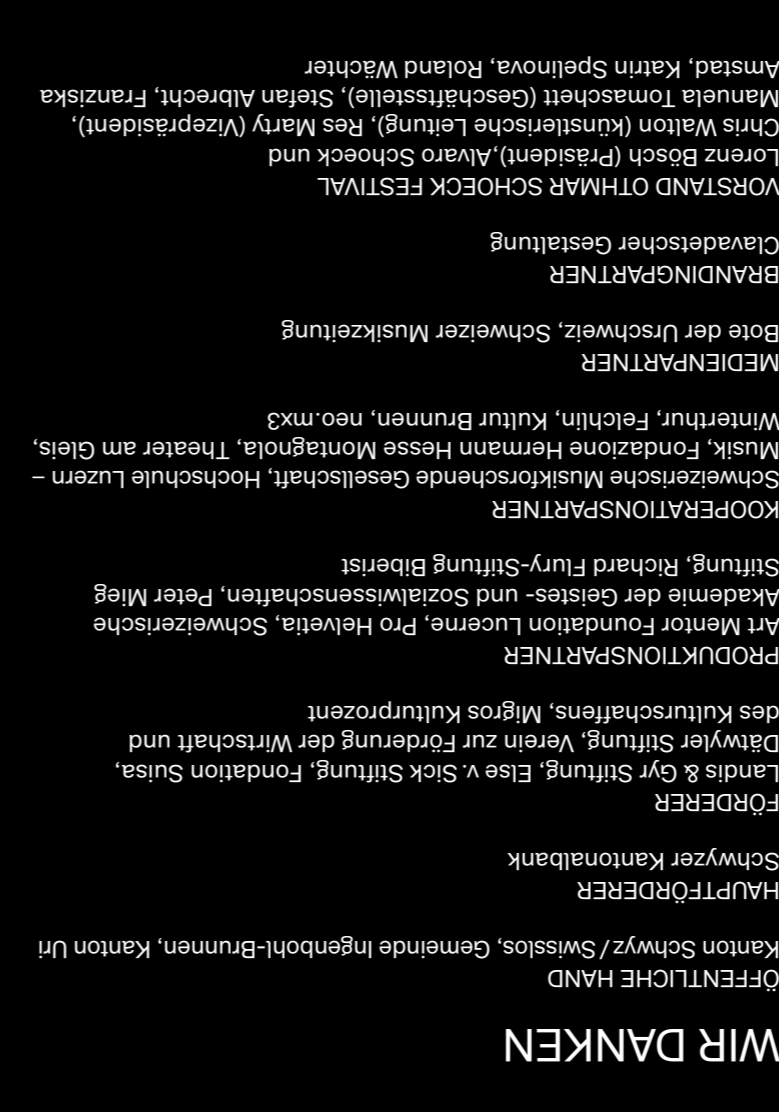 WIR DANKEN
ÖFFENTLICHE HAND
Kanton Schwyz/Swisslos, Gemeinde Ingenbohl-Brunnen, Kanton Uri
HAUPTFÖRDERER
Schwyzer Kantonalbank
FÖRDERER
Landis & Gyr Stiftung, Else v. Sick Stiftung, Fondation Suisa,
Dätwyler Stiftung, Verein zur Förderung der Wirtschaft und
des Kulturschaffens, Migros Kulturprozent
PRODUKTIONSPARTNER
Art Mentor Foundation Lucerne, Pro Helvetia, Schweizerische
Akademie der Geistes- und Sozialwissenschaften, Peter Mieg
Stiftung, Richard Flury-Stiftung Biberist
KOOPERATIONSPARTNER
Schweizerische Musikforschende Gesellschaft, Hochschule Luzern –
Musik, Fondazione Hermann Hesse Montagnola, Theater am Gleis,
Winterthur, Felchlin, Kultur Brunnen, neo.mx3
MEDIENPARTNER
Bote der Urschweiz, Schweizer Musikzeitung
BRANDINGPARTNER
Clavadetscher Gestaltung
VORSTAND OTHMAR SCHOECK FESTIVAL
Lorenz Bösch (Präsident),Alvaro Schoeck und
Chris Walton (künstlerische Leitung), Res Marty (Vizepräsident),
Manuela Tomaschett (Geschäftsstelle), Stefan Albrecht, Franziska
Amstad, Katrin Spelinova, Roland Wächter